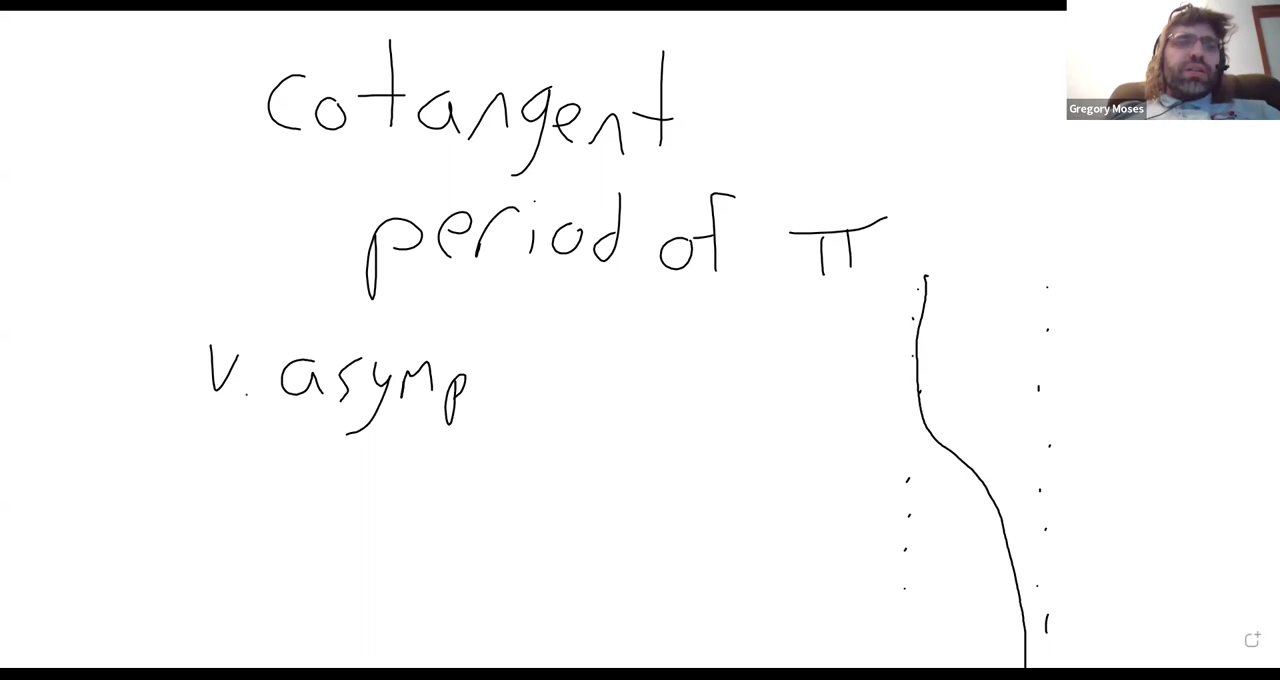 Gregory Moses
cotangent
period of π
v. asymp